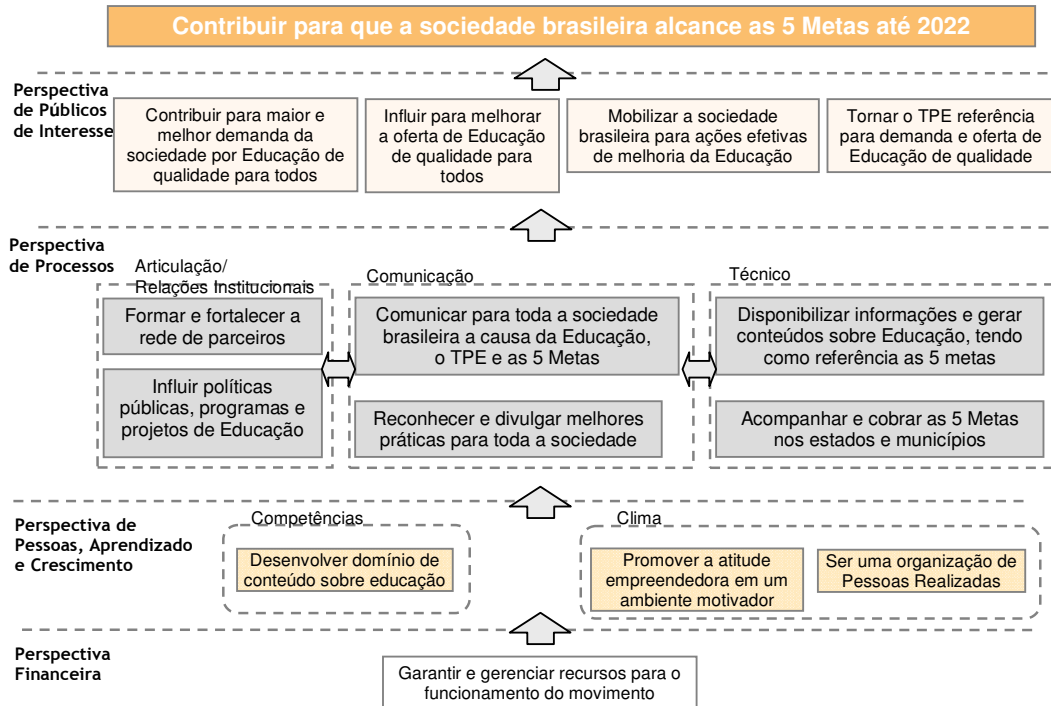 Contribuir para que a sociedade brasileira alcance as 5 Metas até 2022
Perspectiva
de Públicos
de Interesse
Contribuir para maior e
melhor demanda da
sociedade por Educação de
qualidade para todos
Influir para melhorar
a oferta de Educação
de qualidade para
todos
Mobilizar a sociedade
brasileira para ações efetivas
de melhoria da Educação
Tornar o TPE referência
para demanda e oferta de
Educação de qualidade
Perspectiva
de Processos
Articulação/
Relações Institucionais
Formar e fortalecer a
rede de parceiros
Influir políticas
públicas, programas e
projetos de Educação
Comunicação
Comunicar para toda a sociedade
brasileira a causa da Educação,
o TPE e as 5 Metas
Reconhecer e divulgar melhores
práticas para toda a sociedade
Técnico
Disponibilizar informações e gerar
conteúdos sobre Educação, tendo
como referência as 5 metas
Acompanhar e cobrar as 5 Metas
nos estados e municípios
Perspectiva de
Pessoas, Aprendizado
e Crescimento
Competências
Desenvolver domínio de
conteúdo sobre educação
Clima
Promover a atitude
empreendedora em um
ambiente motivador
Ser uma organização de
Pessoas Realizadas
Perspectiva
Financeira
Garantir e gerenciar recursos para o
funcionamento do movimento